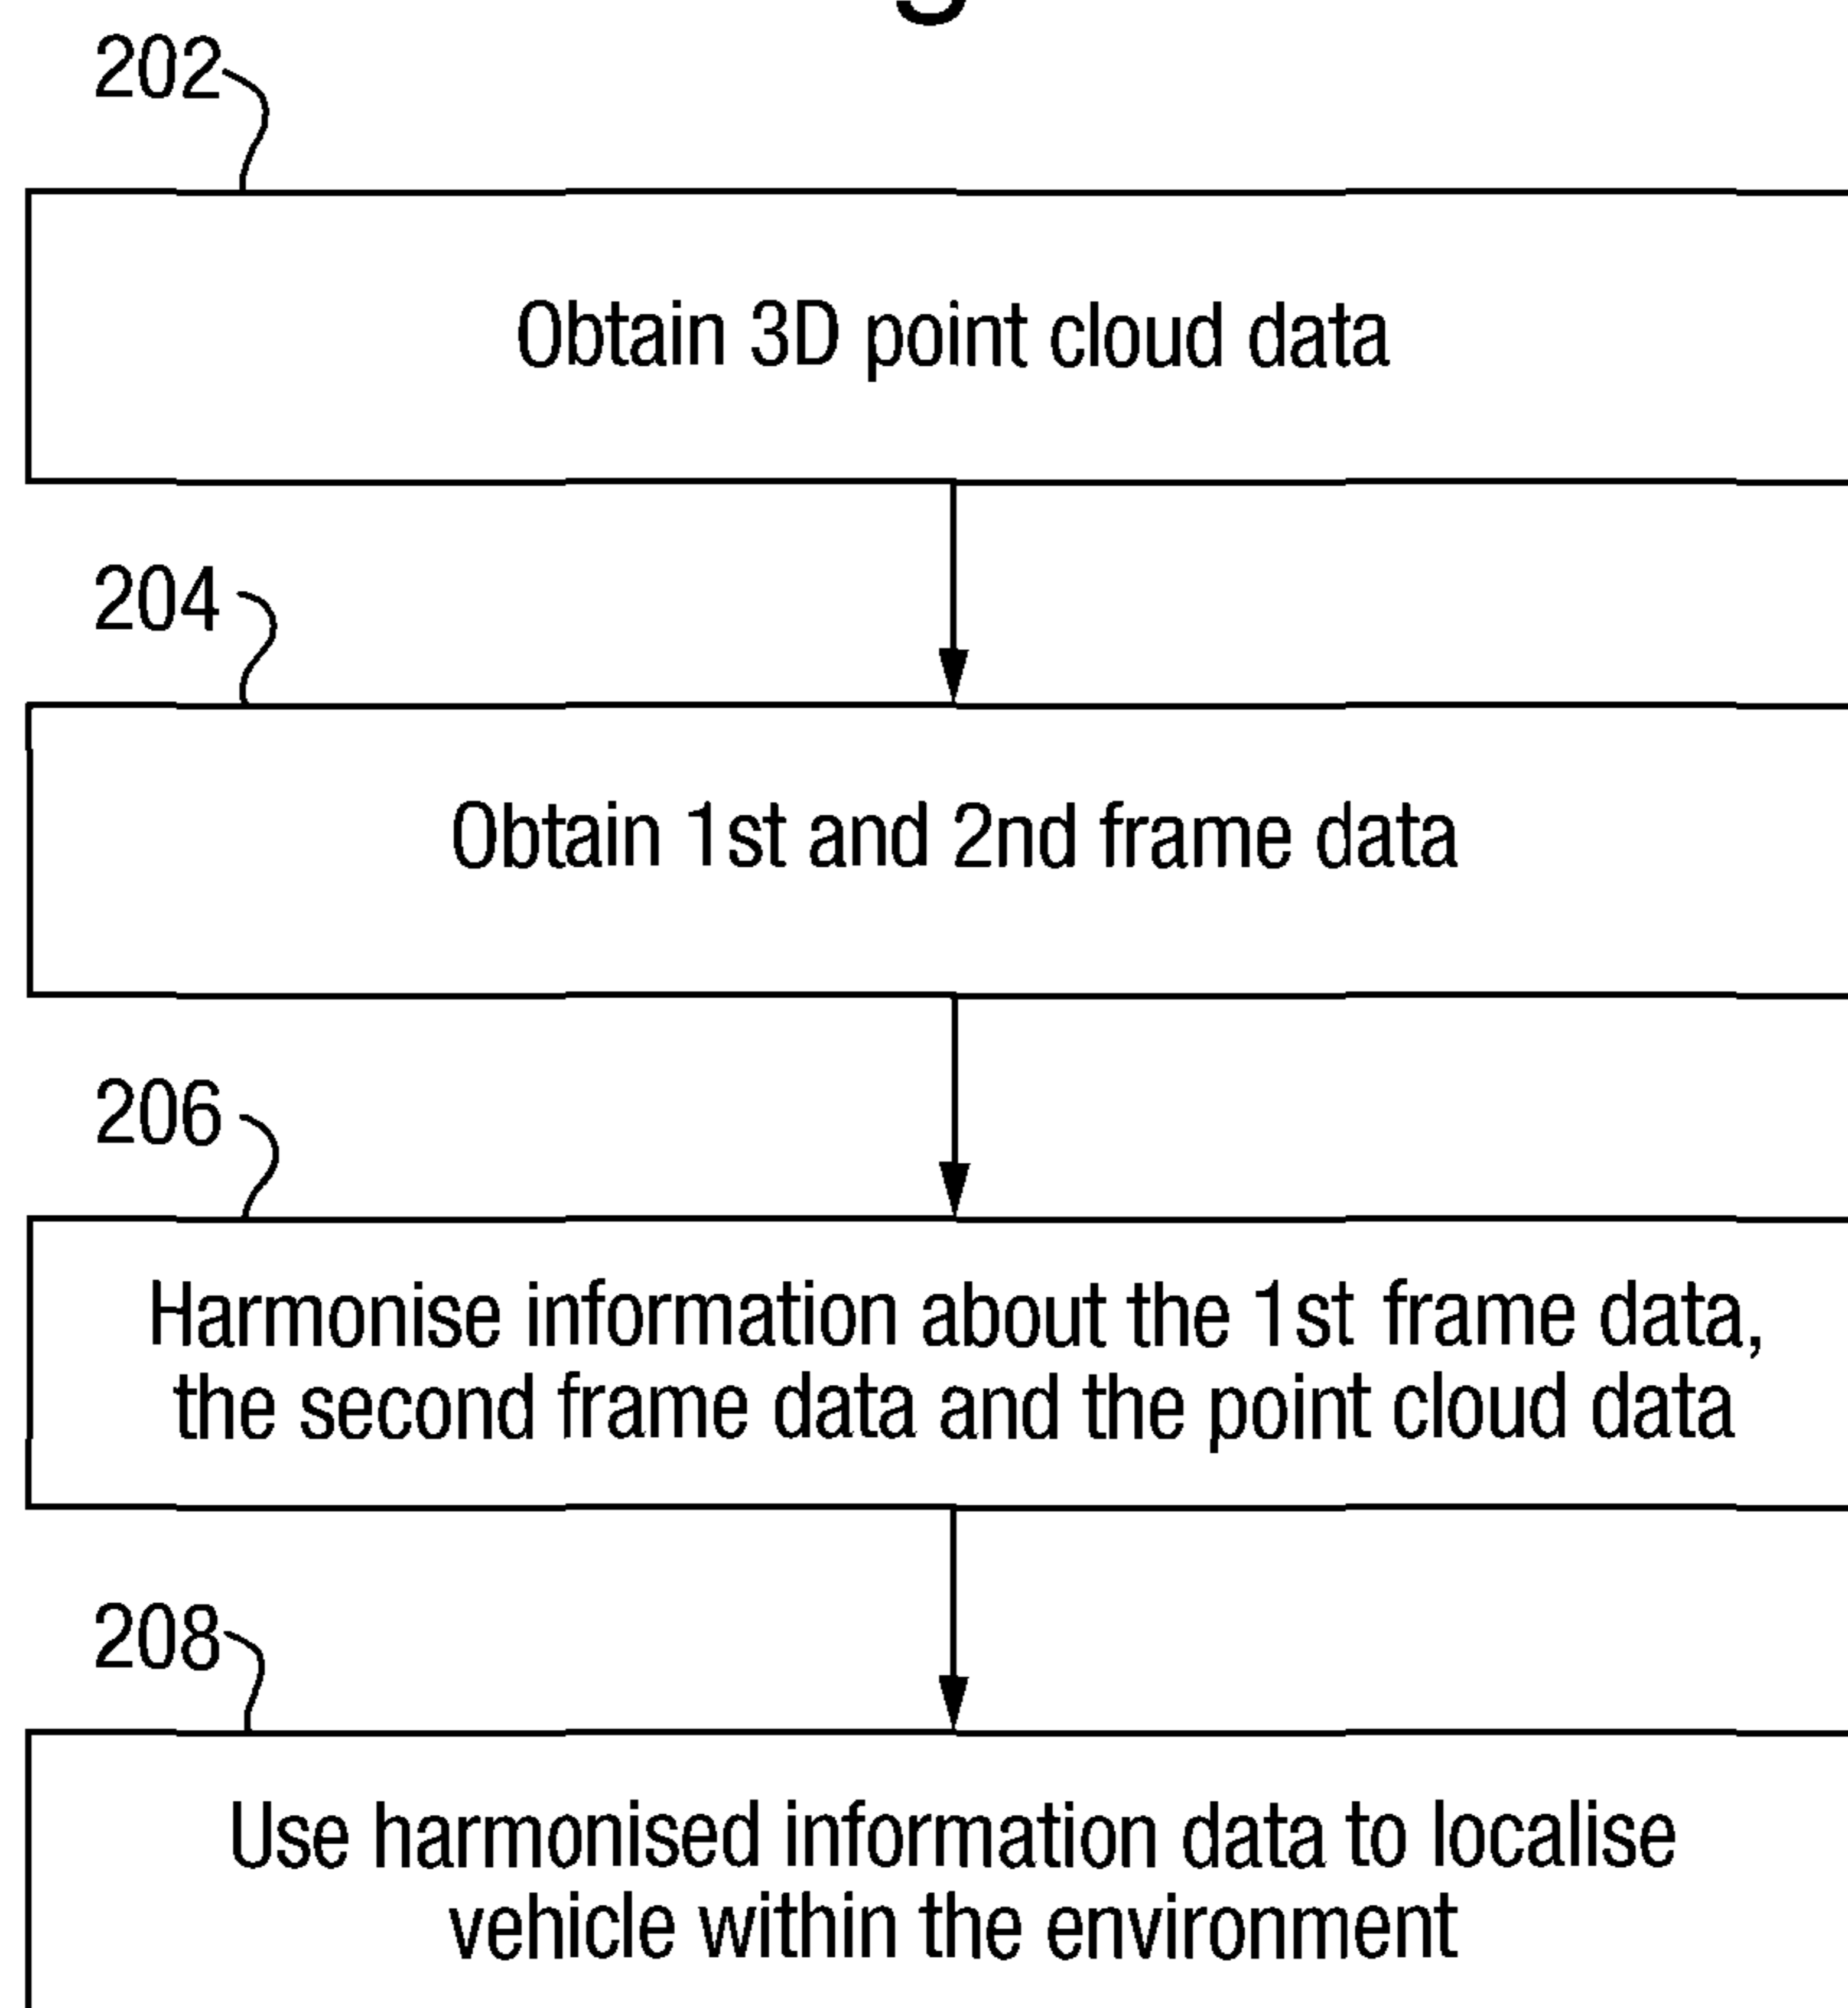 202
Obtain 3D point cloud data
204
Obtain 1st and 2nd frame data
206
Harmonise information about the 1st frame data,
the second frame data and the point cloud data
208
Use harmonised information data to localise
vehicle within the environment